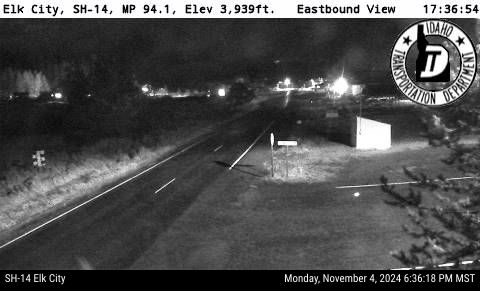 Elk City, SH-14, MP 94.1, Elev 3,939ft. Eastbound View 17:36:54
IDAHO
TRANSPORTATION DEPARTMENT
SH-14 Elk City Monday, November 4, 2024 6:36:18 PM MST